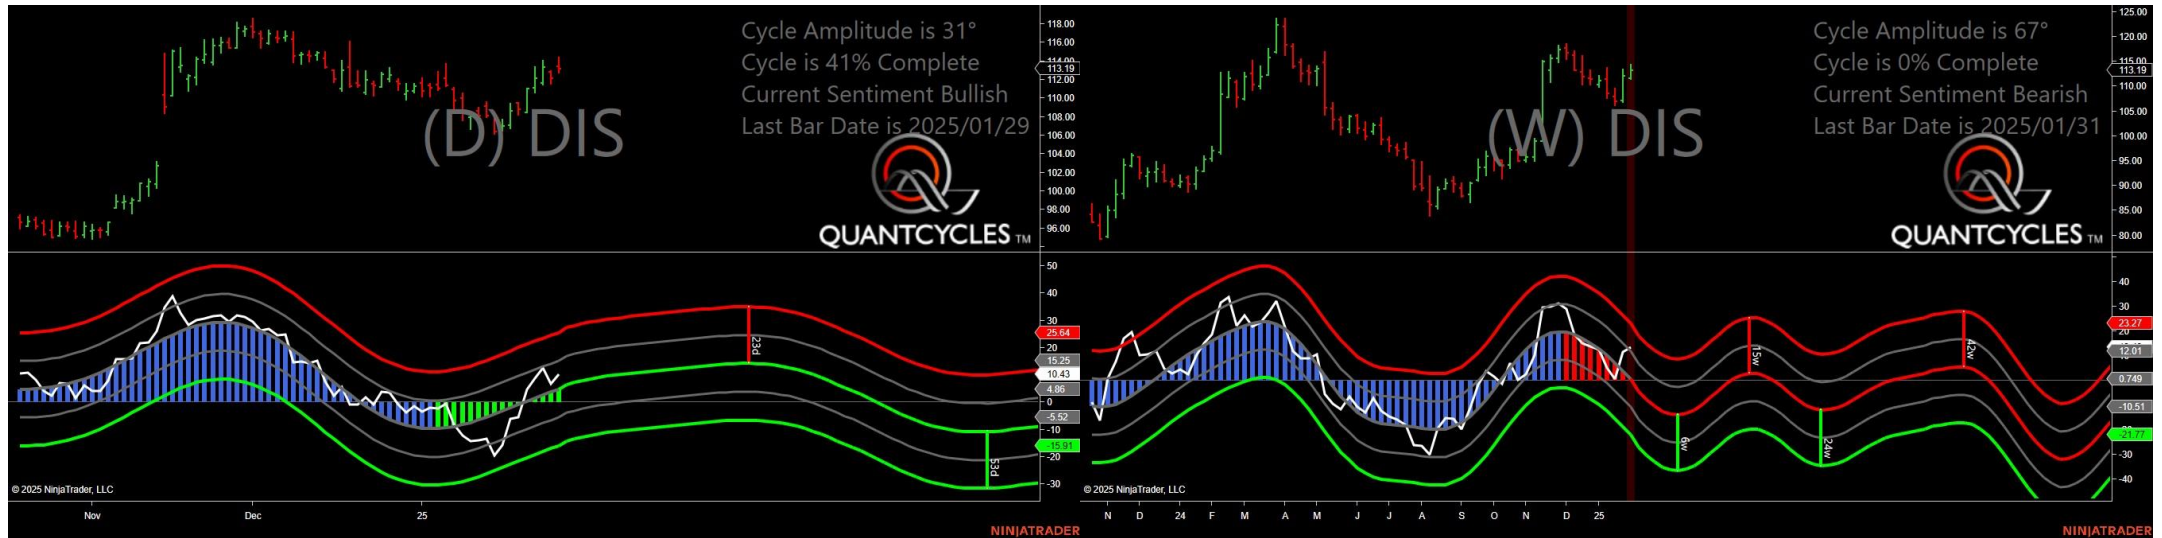 Cycle Amplitude is 31°
Cycle is 41% Complete
Current Sentiment Bullish
Last Bar Date is 2025/01/29
(D) DIS
QUANTCYCLES TM
118.00
116.00
114.00
113.19
112.00
110.00
108.00
106.00
104.00
102.00
100.00
98.00
96.00
50
40
30
25.64
20
15.25
10.43
4.86
0
-5.52
-10
-15.91
-20
-30
23d
53d
© 2025 NinjaTrader, LLC
Nov
Dec
25
NINJATRADER
Cycle Amplitude is 67°
Cycle is 0% Complete
Current Sentiment Bearish
Last Bar Date is 2025/01/31
(W) DIS
QUANTCYCLES TM
125.00
120.00
115.00
113.19
110.00
105.00
100.00
95.00
90.00
85.00
80.00
40
30
23.27
20
12.01
0.749
-10.51
-21.77
-30
-40
6w
15w
24w
42w
© 2025 NinjaTrader, LLC
N D 24 F M A M J J A S O N D 25
NINJATRADER